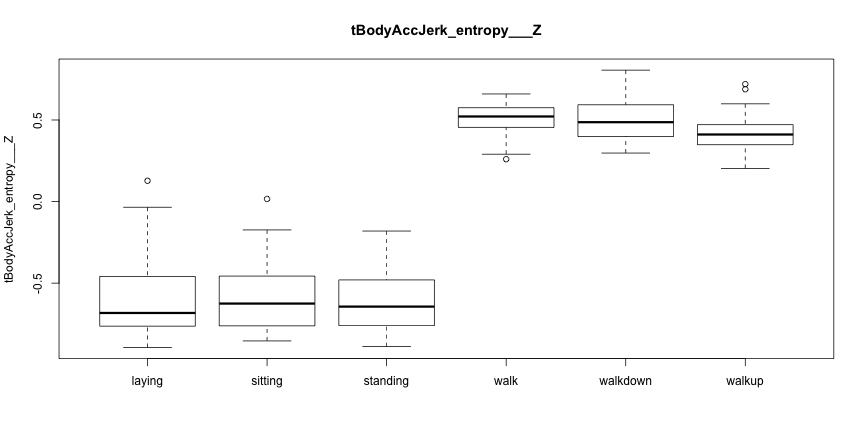 tBodyAccJerk_entropy___Z
tBodyAccJerk_entropy___Z
0.5
0.0
-0.5
laying sitting standing walk walkdown walkup